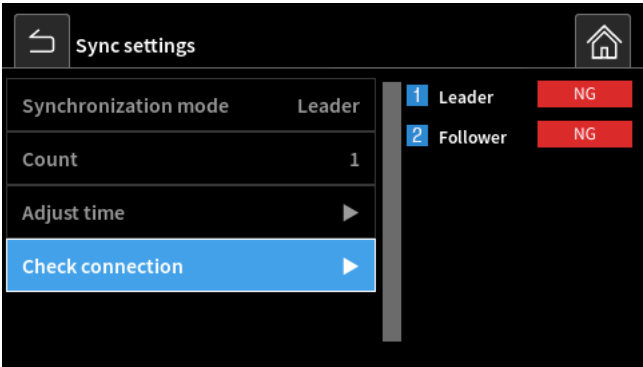 Sync settings
Synchronization mode Leader
Count 1
Adjust time
Check connection
1 Leader NG
2 Follower NG